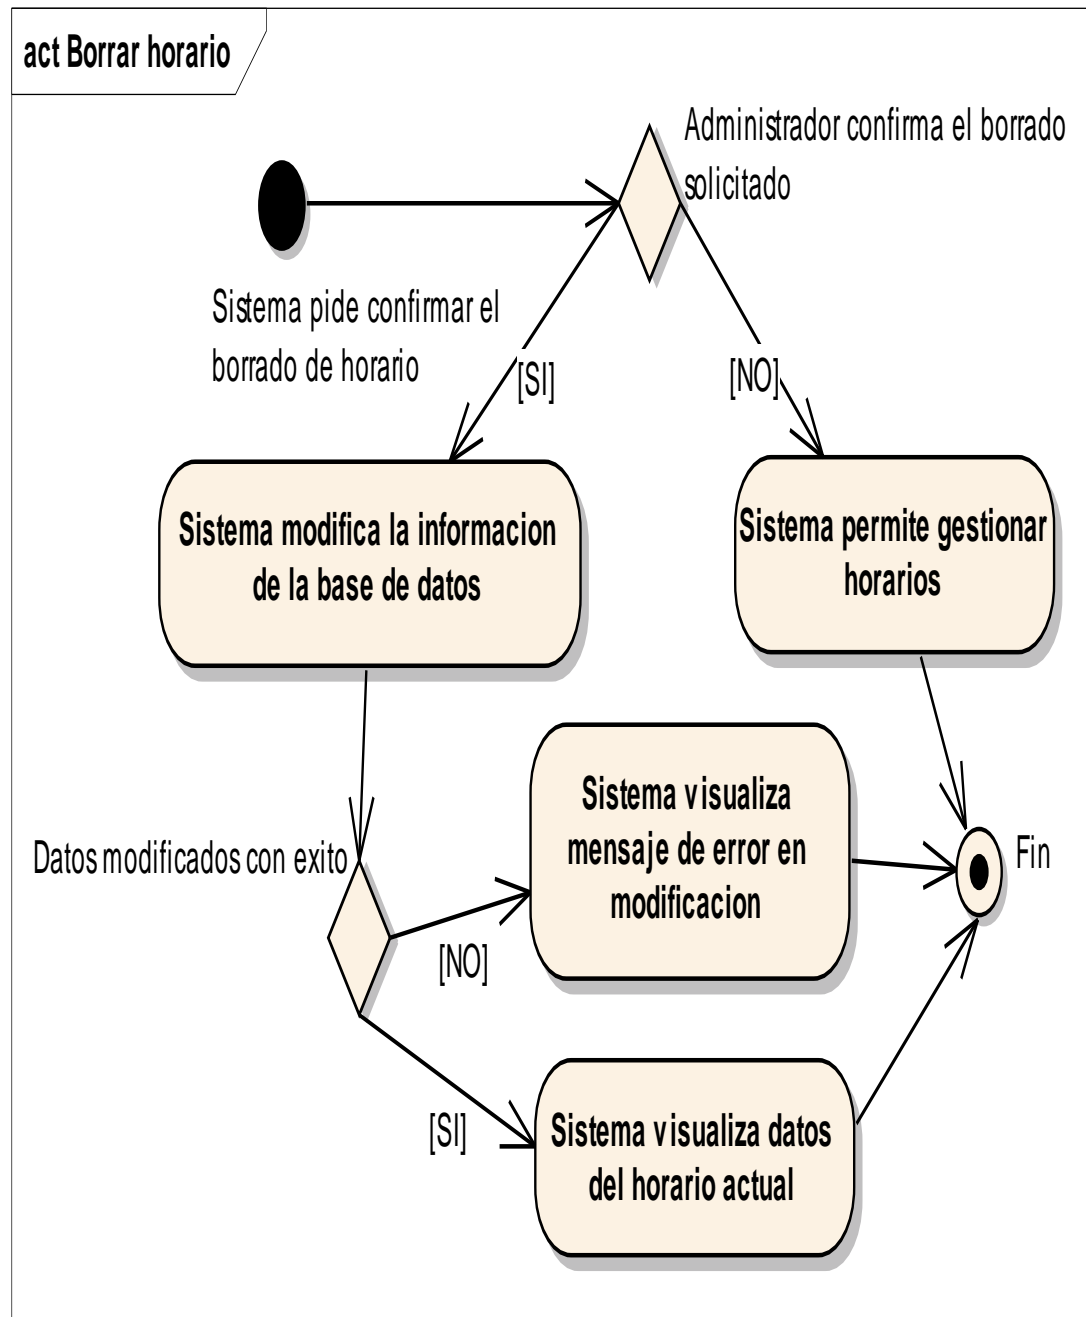 act Borrar horario
Administrador confirma el borrado
solicitado
Sistema pide confirmar el
borrado de horario
[SI]
[NO]
Sistema modifica la informacion
de la base de datos
Sistema permite gestionar
horarios
Sistema visualiza
mensaje de error en
modificacion
Datos modificados con exito
Fin
[NO]
[SI]
Sistema visualiza datos
del horario actual